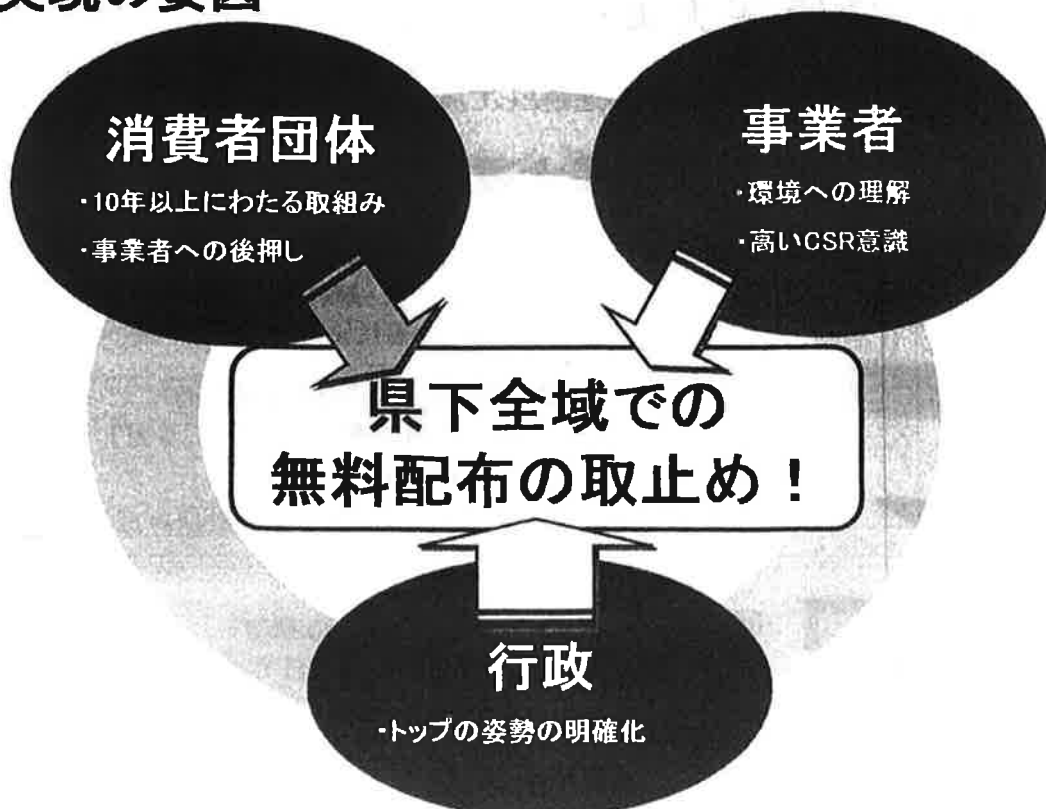 実現の要因
消費者団体
・10年以上にわたる取組み
・事業者への後押し
事業者
・環境への理解
・高いCSR意識
県下全域での
無料配布の取止め！
行政
・トップの姿勢の明確化